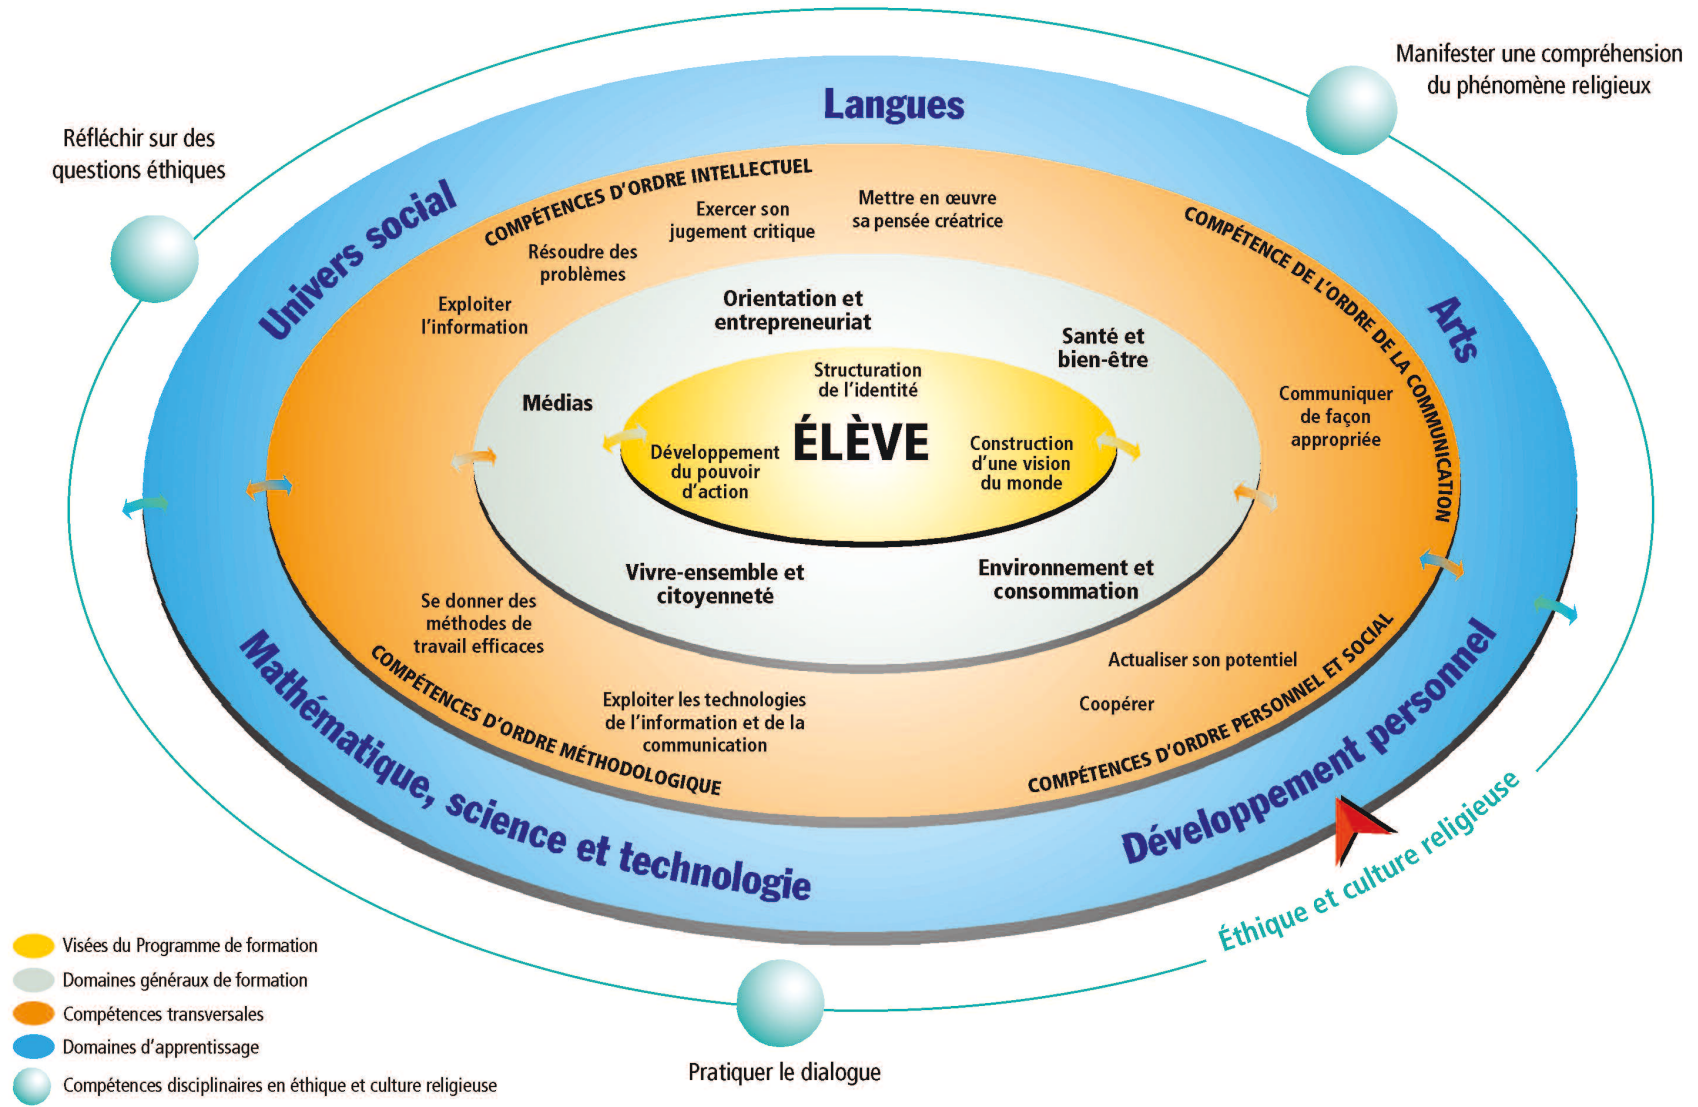 Manifester une compréhension
du phénomène religieux
Réfléchir sur des
questions éthiques
Langues
Univers social
Arts
COMPÉTENCES D'ORDRE INTELLECTUEL
COMPÉTENCE DE L'ORDRE DE LA COMMUNICATION
Mettre en œuvre
sa pensée créatrice
Exercer son
jugement critique
Résoudre des
problèmes
Exploiter
l'information
Orientation et
entrepreneuriat
Santé et
bien-être
Médias
Structuration
de l'identité
ÉLÈVE
Développement
du pouvoir
d'action
Construction
d'une vision
du monde
Communiquer
de façon
appropriée
Vivre-ensemble et
citoyenneté
Environnement et
consommation
Se donner des
méthodes de
travail efficaces
Exploiter les technologies
de l'information et de la
communication
Actualiser son potentiel
Coopérer
COMPÉTENCES D'ORDRE MÉTHODOLOGIQUE
COMPÉTENCES D'ORDRE PERSONNEL ET SOCIAL
Mathématique, science et technologie
Développement personnel
Éthique et culture religieuse
Visées du Programme de formation
Domaines généraux de formation
Compétences transversales
Domaines d'apprentissage
Compétences disciplinaires en éthique et culture religieuse
Pratiquer le dialogue